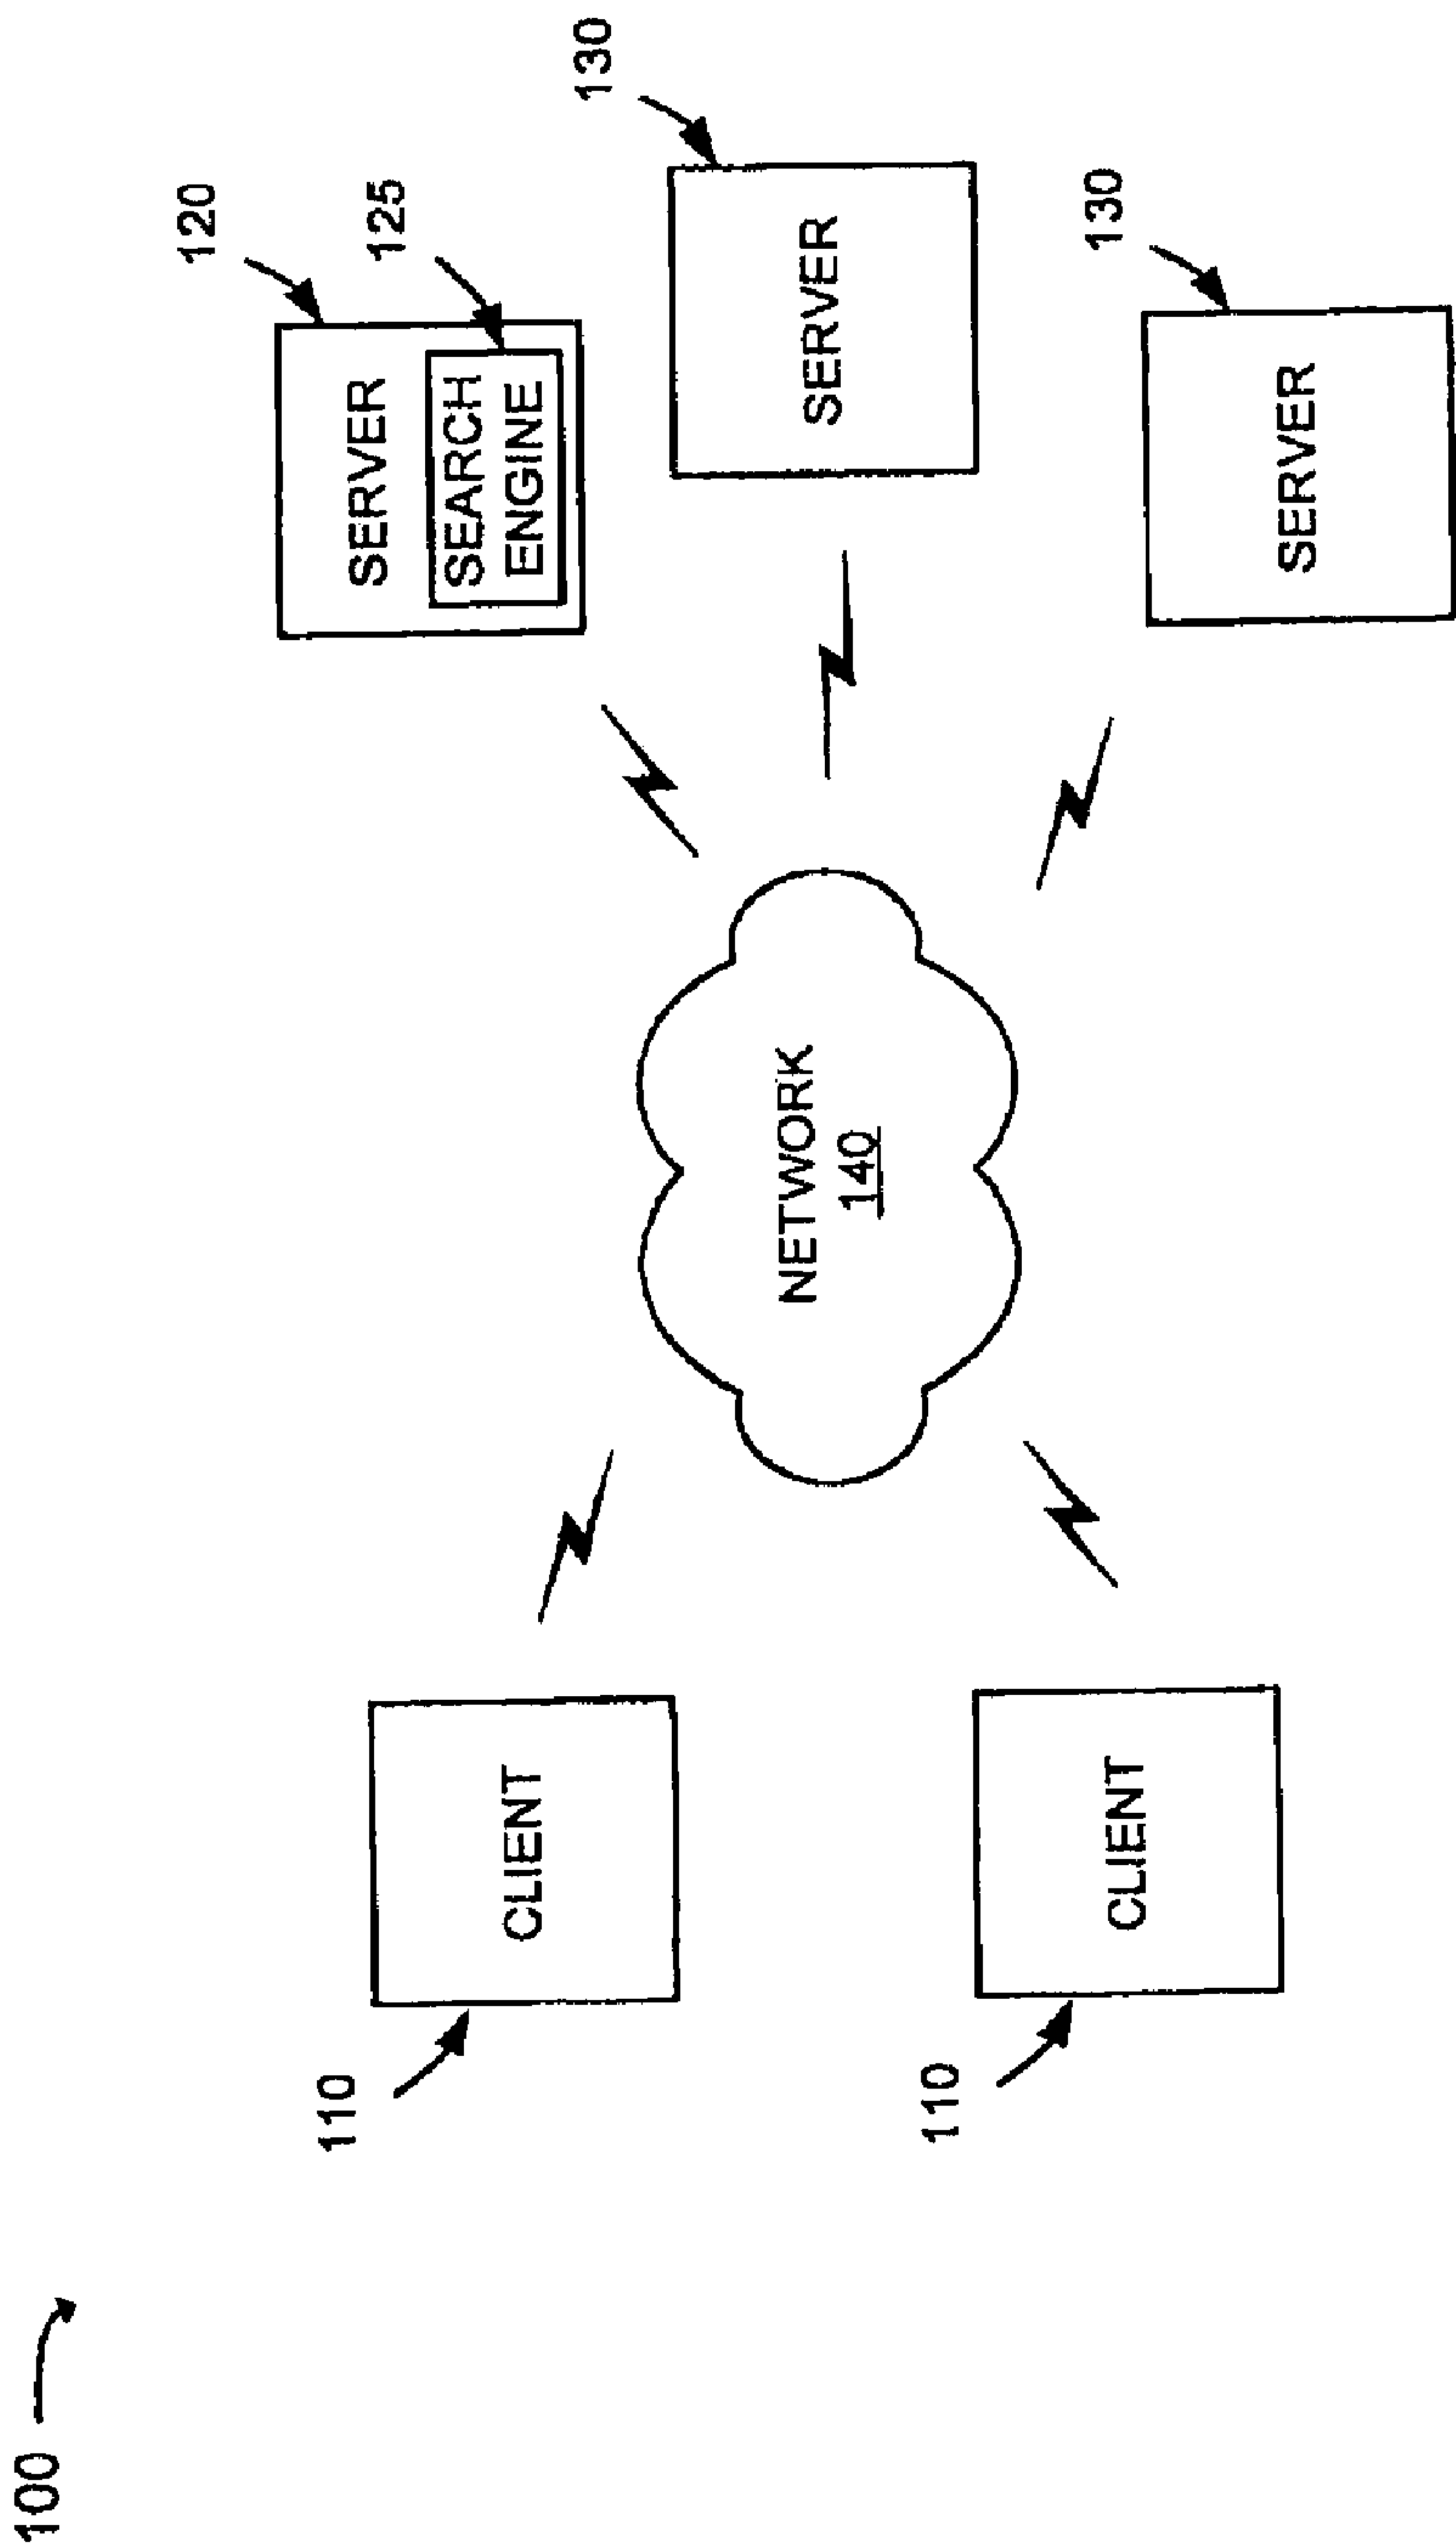 100
110
CLIENT
110
CLIENT
NETWORK
140
120
SERVER
125
SEARCH
ENGINE
130
SERVER
130
SERVER